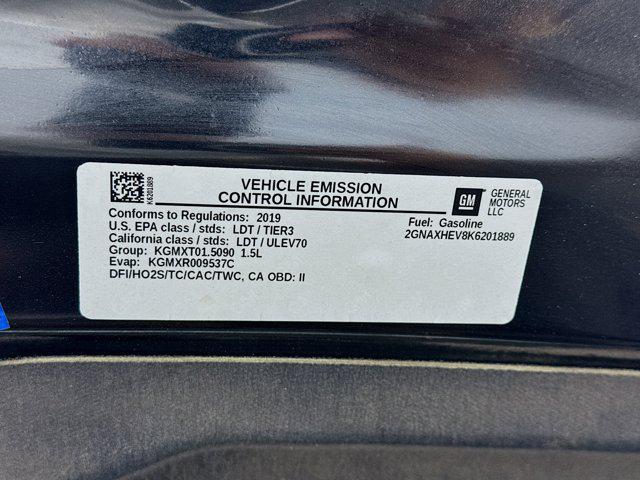 K6201889
VEHICLE EMISSION
CONTROL INFORMATION
GM
GENERAL
MOTORS
LLC
Conforms to Regulations: 2019
U.S. EPA class / stds: LDT / TIER3
California class / stds: LDT / ULEV70
Group: KGMXT01.5090 1.5L
Evap: KGMXR009537C
DFI/HO2S/TC/CAC/TWC, CA OBD: II
Fuel: Gasoline
2GNAXHEV8K6201889